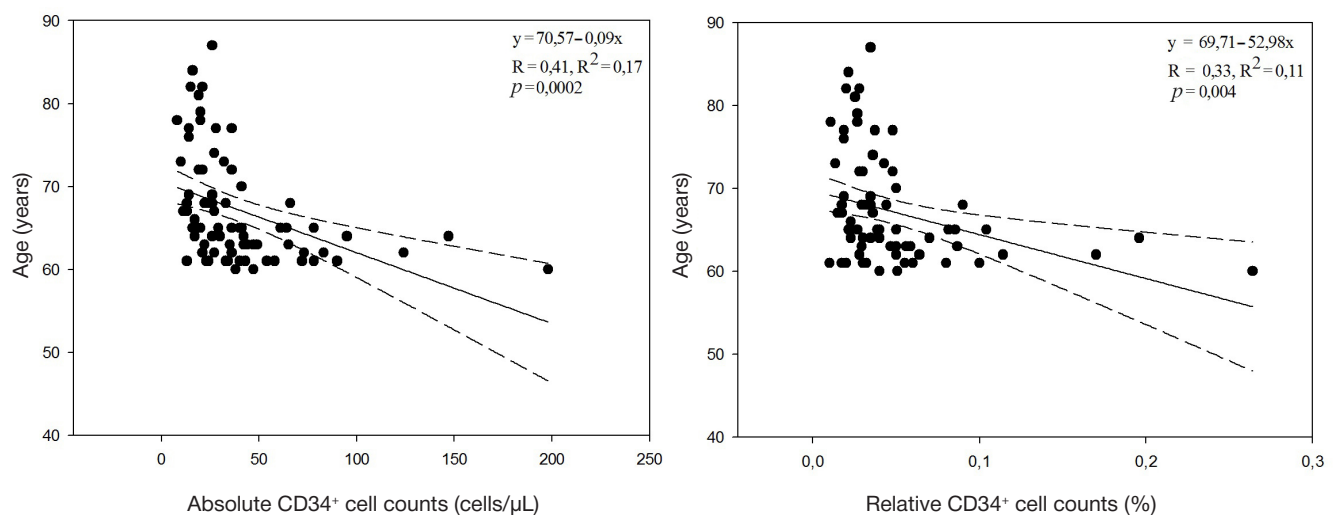 90
80
70
60
50
40
Age (years)
0
50
100
150
200
250
Absolute CD34⁺ cell counts (cells/µL)
y=70,57−0,09x
R=0,41, R²=0,17
p=0,0002
90
80
70
60
50
40
Age (years)
0,0
0,1
0,2
0,3
Relative CD34⁺ cell counts (%)
y = 69,71−52,98x
R = 0,33, R²=0,11
p=0,004